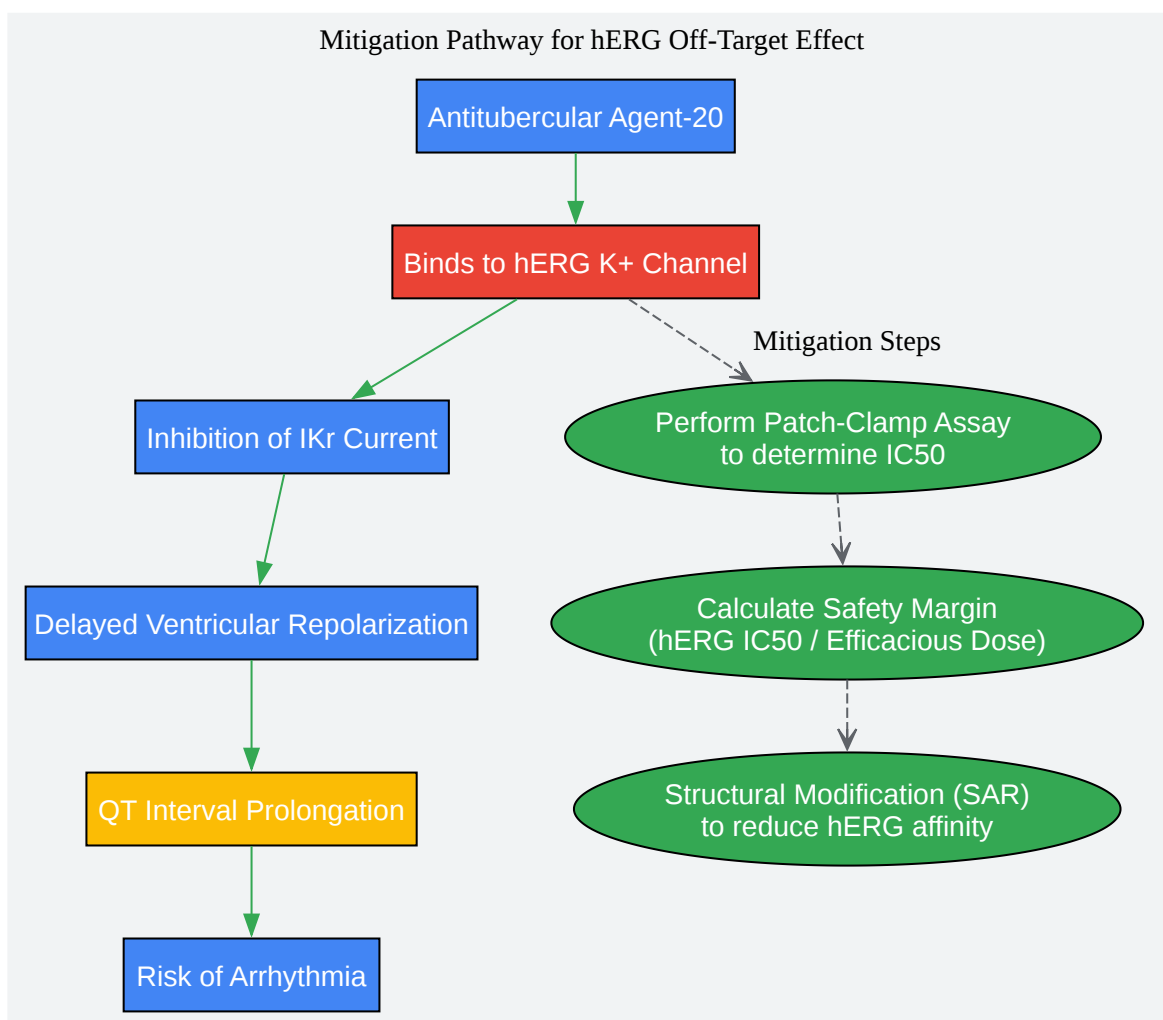 Mitigation Pathway for hERG Off-Target Effect
Antitubercular Agent-20
Binds to hERG K+ Channel
Mitigation Steps
Inhibition of IKr Current
Perform Patch-Clamp Assay
to determine IC50
Delayed Ventricular Repolarization
Calculate Safety Margin
(hERG IC50 / Efficacious Dose)
QT Interval Prolongation
Structural Modification (SAR)
to reduce hERG affinity
Risk of Arrhythmia